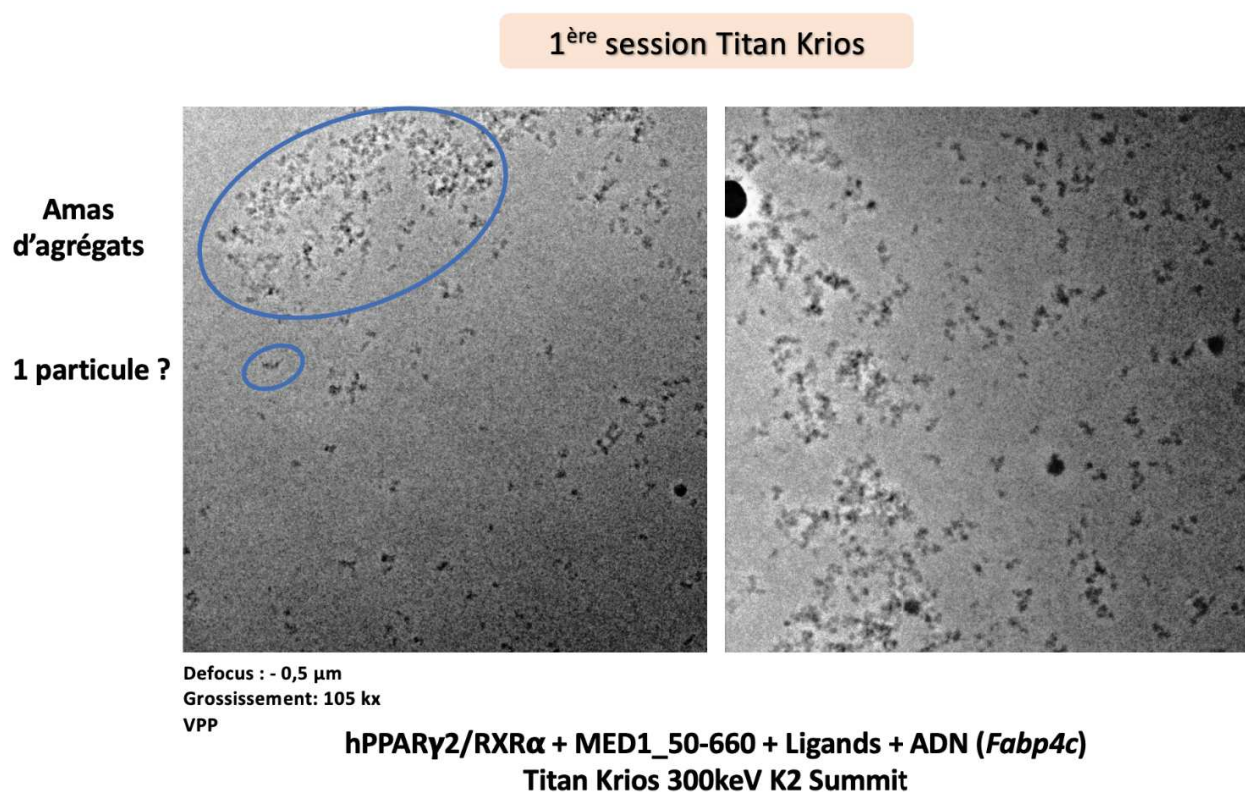 1ère session Titan Krios
Amas
d'agrégats
1 particule ?
Defocus : - 0,5 μm
Grossissement: 105 kx
VPP
hPPARγ2/RXRα + MED1_50-660 + Ligands + ADN (Fabp4c)
Titan Krios 300keV K2 Summit